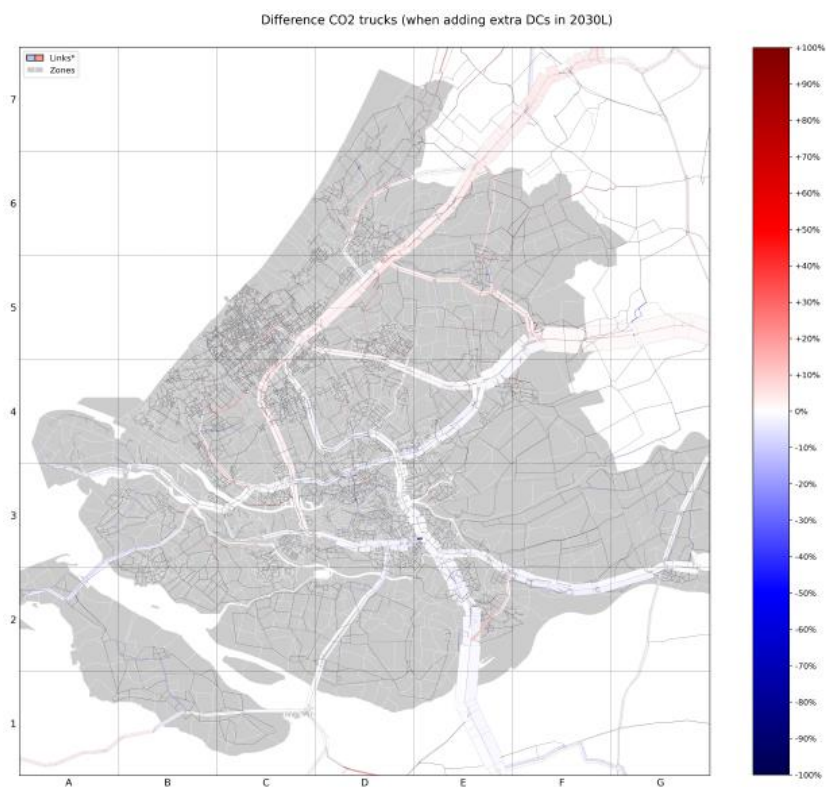 Difference CO2 trucks (when adding extra DCs in 2030L)
Links*
Zones
7
6
5
4
3
2
1
A
B
C
D
E
F
G
+100%
+90%
+80%
+70%
+60%
+50%
+40%
+30%
+20%
+10%
0%
-10%
-20%
-30%
-40%
-50%
-60%
-70%
-80%
-90%
-100%